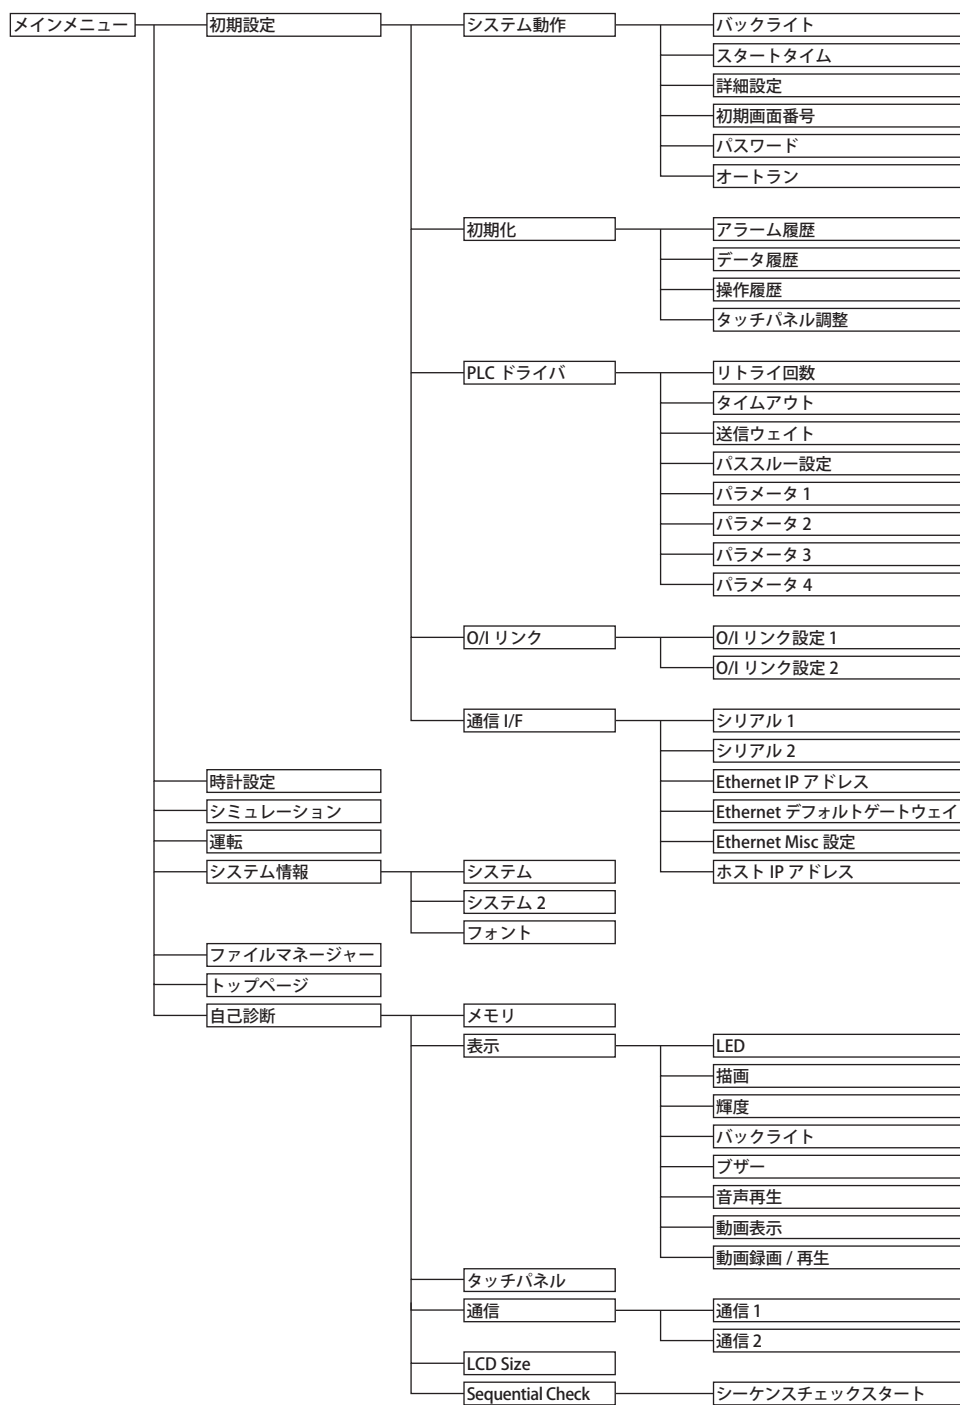 メインメニュー
初期設定
システム動作
バックライト
スタートタイム
詳細設定
初期画面番号
パスワード
オートラン
初期化
アラーム履歴
データ履歴
操作履歴
タッチパネル調整
PLC ドライバ
リトライ回数
タイムアウト
送信ウェイト
パススルー設定
パラメータ 1
パラメータ 2
パラメータ 3
パラメータ 4
O/I リンク
O/I リンク設定 1
O/I リンク設定 2
通信 I/F
シリアル 1
シリアル 2
Ethernet IP アドレス
Ethernet デフォルトゲートウェイ
Ethernet Misc 設定
ホスト IP アドレス
時計設定
シミュレーション
運転
システム情報
システム
システム 2
フォント
ファイルマネージャー
トップページ
自己診断
メモリ
表示
LED
描画
輝度
バックライト
ブザー
音声再生
動画表示
動画録画 / 再生
タッチパネル
通信
通信 1
通信 2
LCD Size
Sequential Check
シーケンスチェックスタート